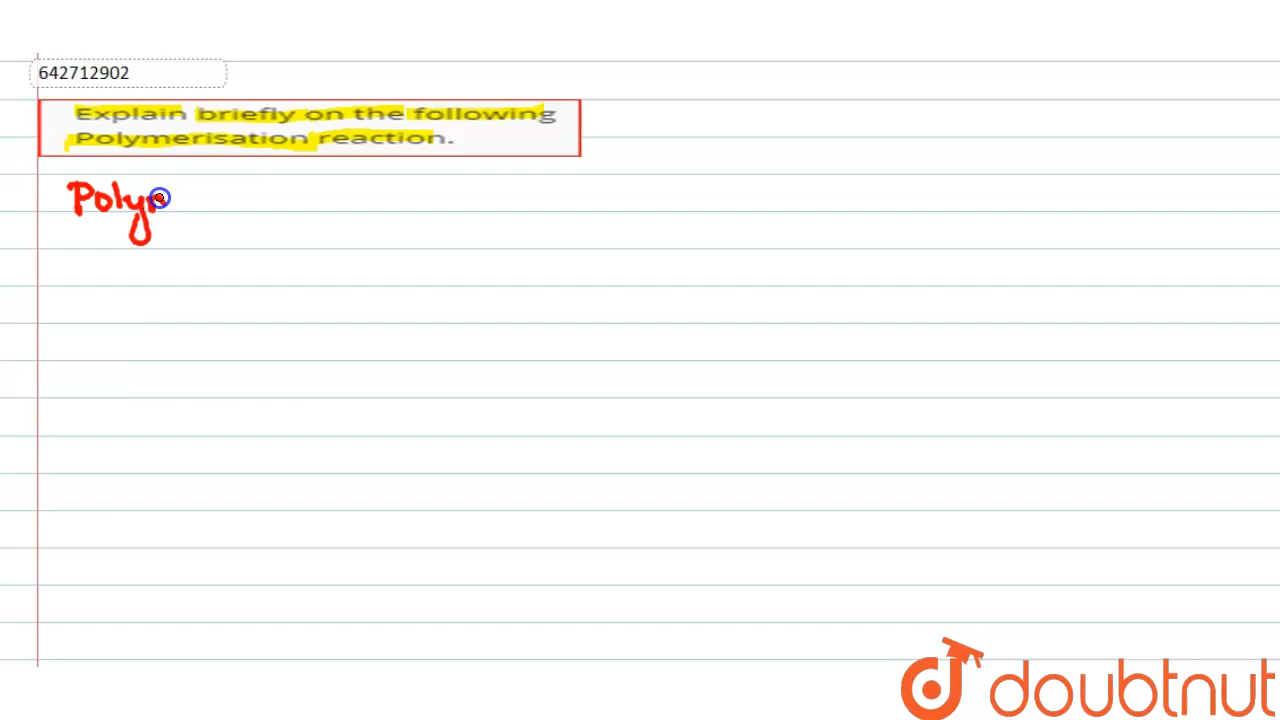 642712902
Explain briefly on the following
Polymerisation reaction.
Poly
doubtnut